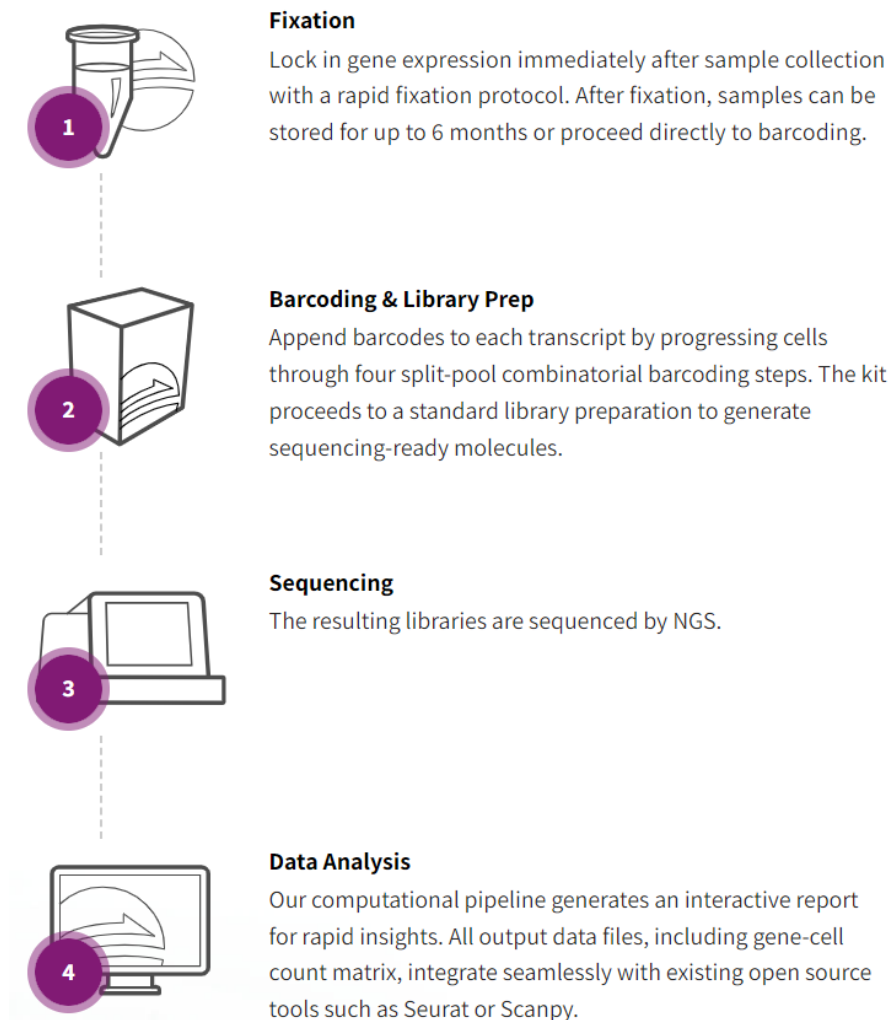 Fixation
Lock in gene expression immediately after sample collection
with a rapid fixation protocol. After fixation, samples can be
stored for up to 6 months or proceed directly to barcoding.
1
Barcoding & Library Prep
Append barcodes to each transcript by progressing cells
through four split-pool combinatorial barcoding steps. The kit
proceeds to a standard library preparation to generate
sequencing-ready molecules.
2
Sequencing
The resulting libraries are sequenced by NGS.
3
Data Analysis
Our computational pipeline generates an interactive report
for rapid insights. All output data files, including gene-cell
count matrix, integrate seamlessly with existing open source
tools such as Seurat or Scanpy.
4